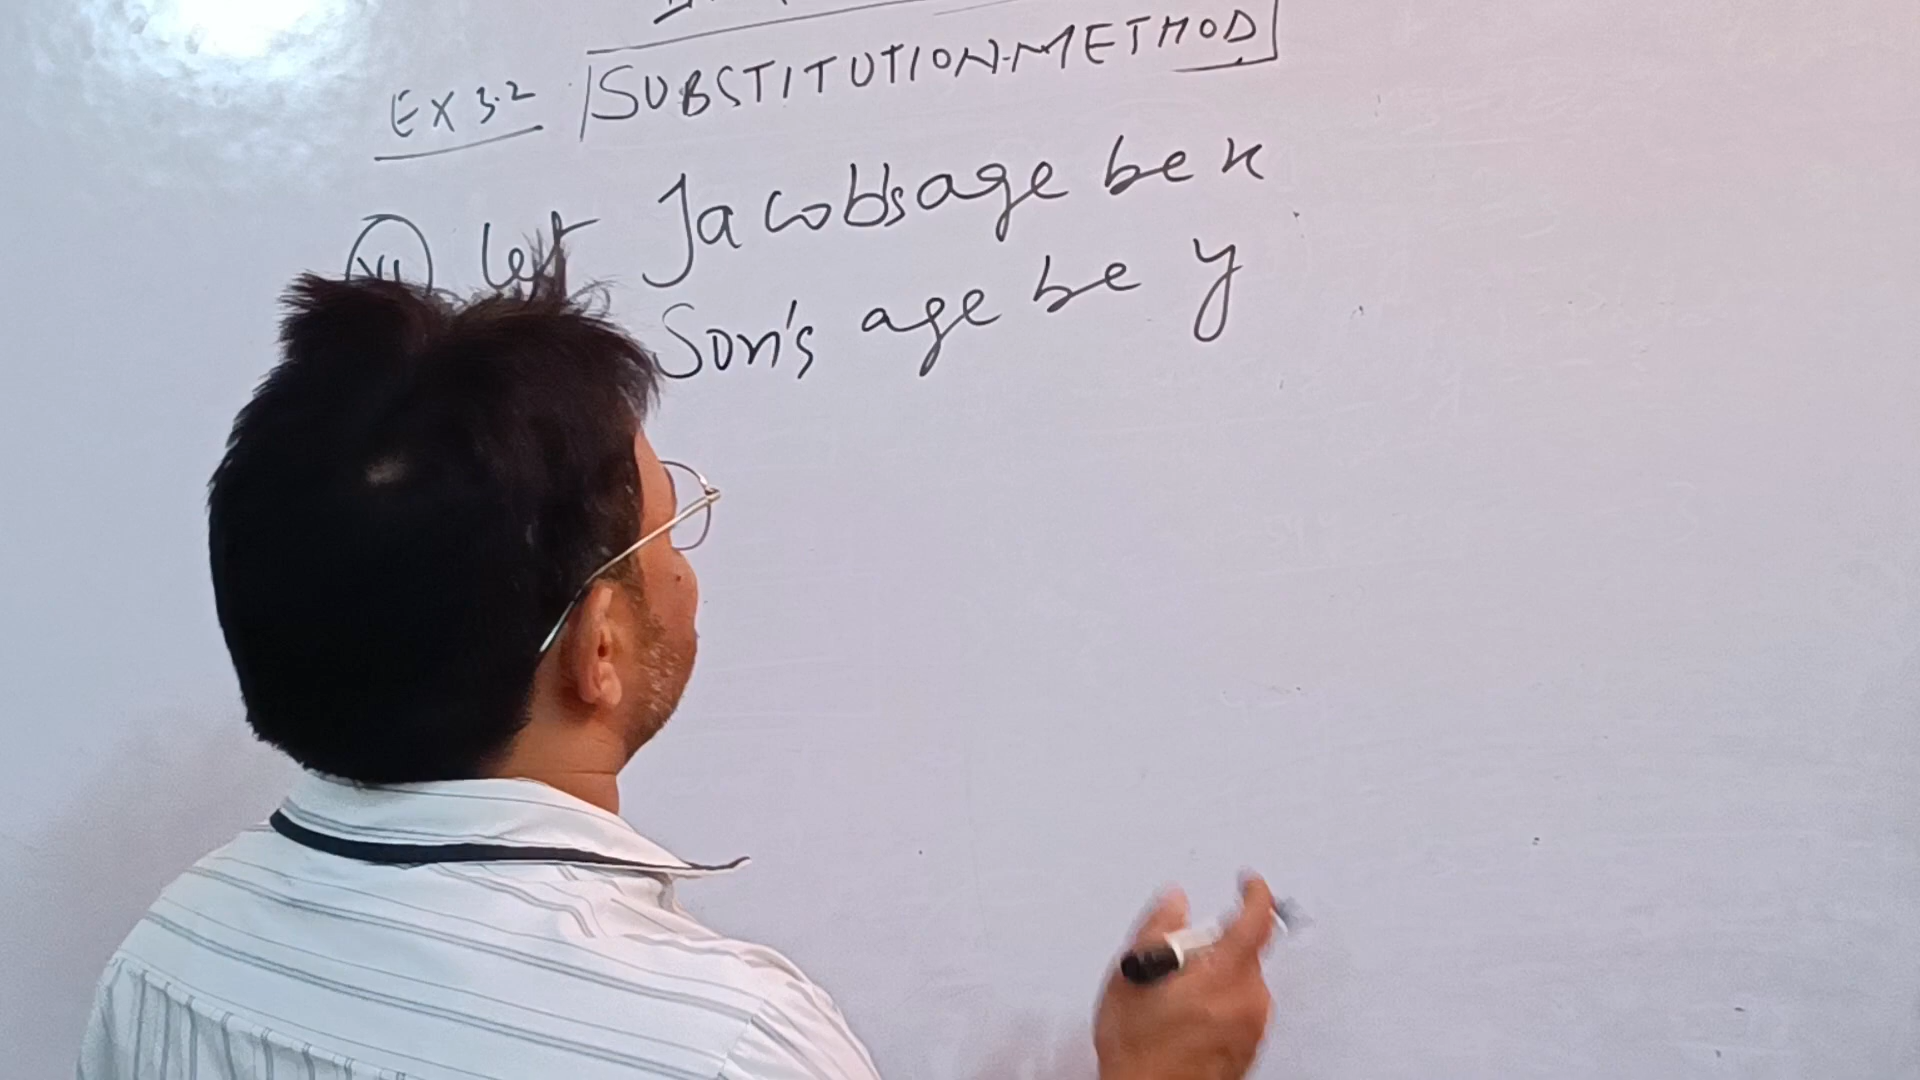 EX 3.2 SUBSTITUTION METHOD
let Jacob's age be x
Son's age be y